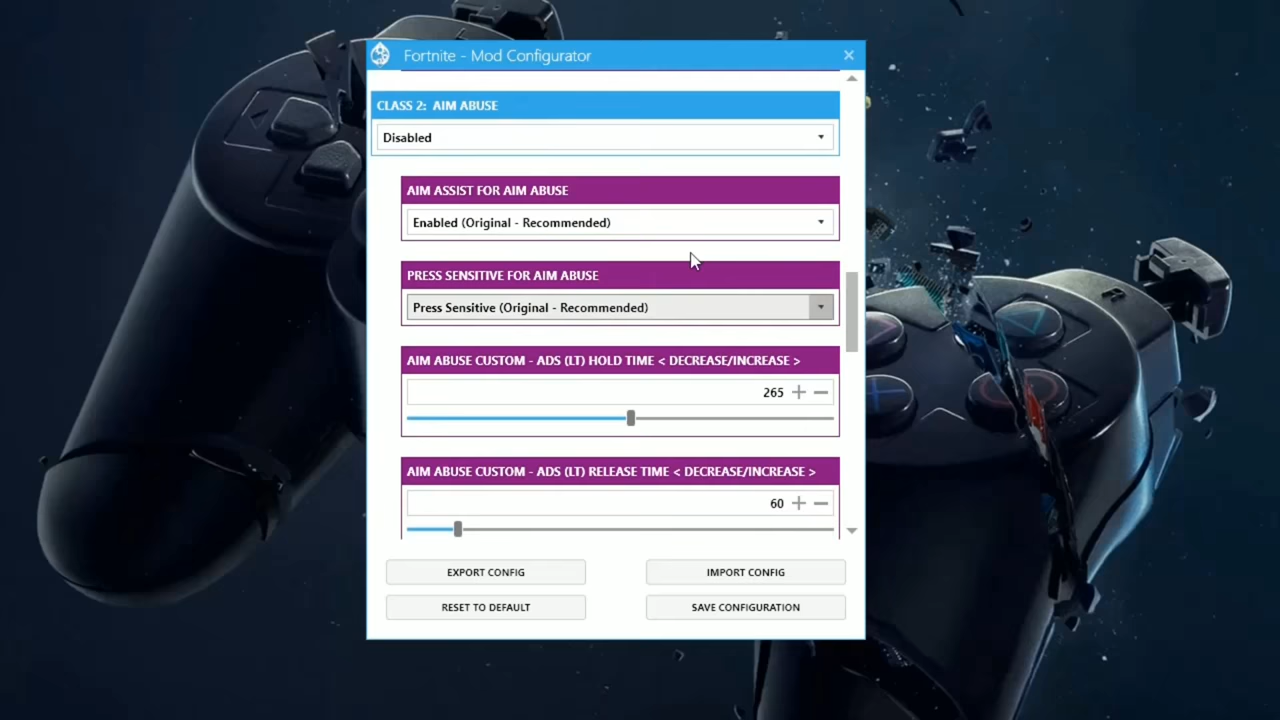 Fortnite - Mod Configurator
CLASS 2: AIM ABUSE
Disabled
AIM ASSIST FOR AIM ABUSE
Enabled (Original - Recommended)
PRESS SENSITIVE FOR AIM ABUSE
Press Sensitive (Original - Recommended)
AIM ABUSE CUSTOM - ADS (LT) HOLD TIME < DECREASE/INCREASE >
265
AIM ABUSE CUSTOM - ADS (LT) RELEASE TIME < DECREASE/INCREASE >
60
EXPORT CONFIG
IMPORT CONFIG
RESET TO DEFAULT
SAVE CONFIGURATION